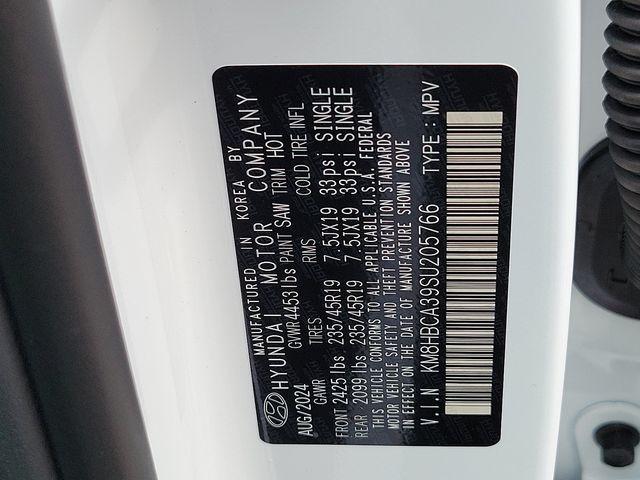 MANUFACTURED IN KOREA BY
HYUNDAI MOTOR COMPANY
AUG/2024 GVWR 4453lbs PAINT SAW TRIM HOT
GAWR TIRES RIMS COLD TIRE INFL
FRONT 2425 lbs 235/45R19 7.5JX19 33psi SINGLE
REAR 2099 lbs 235/45R19 7.5JX19 33psi SINGLE
THIS VEHICLE CONFORMS TO ALL APPLICABLE U.S.A. FEDERAL
MOTOR VEHICLE SAFETY AND THEFT PREVENTION STANDARDS
IN EFFECT ON THE DATE OF MANUFACTURE SHOWN ABOVE
V.I.N KM8HBCA39SU205766 TYPE : MPV